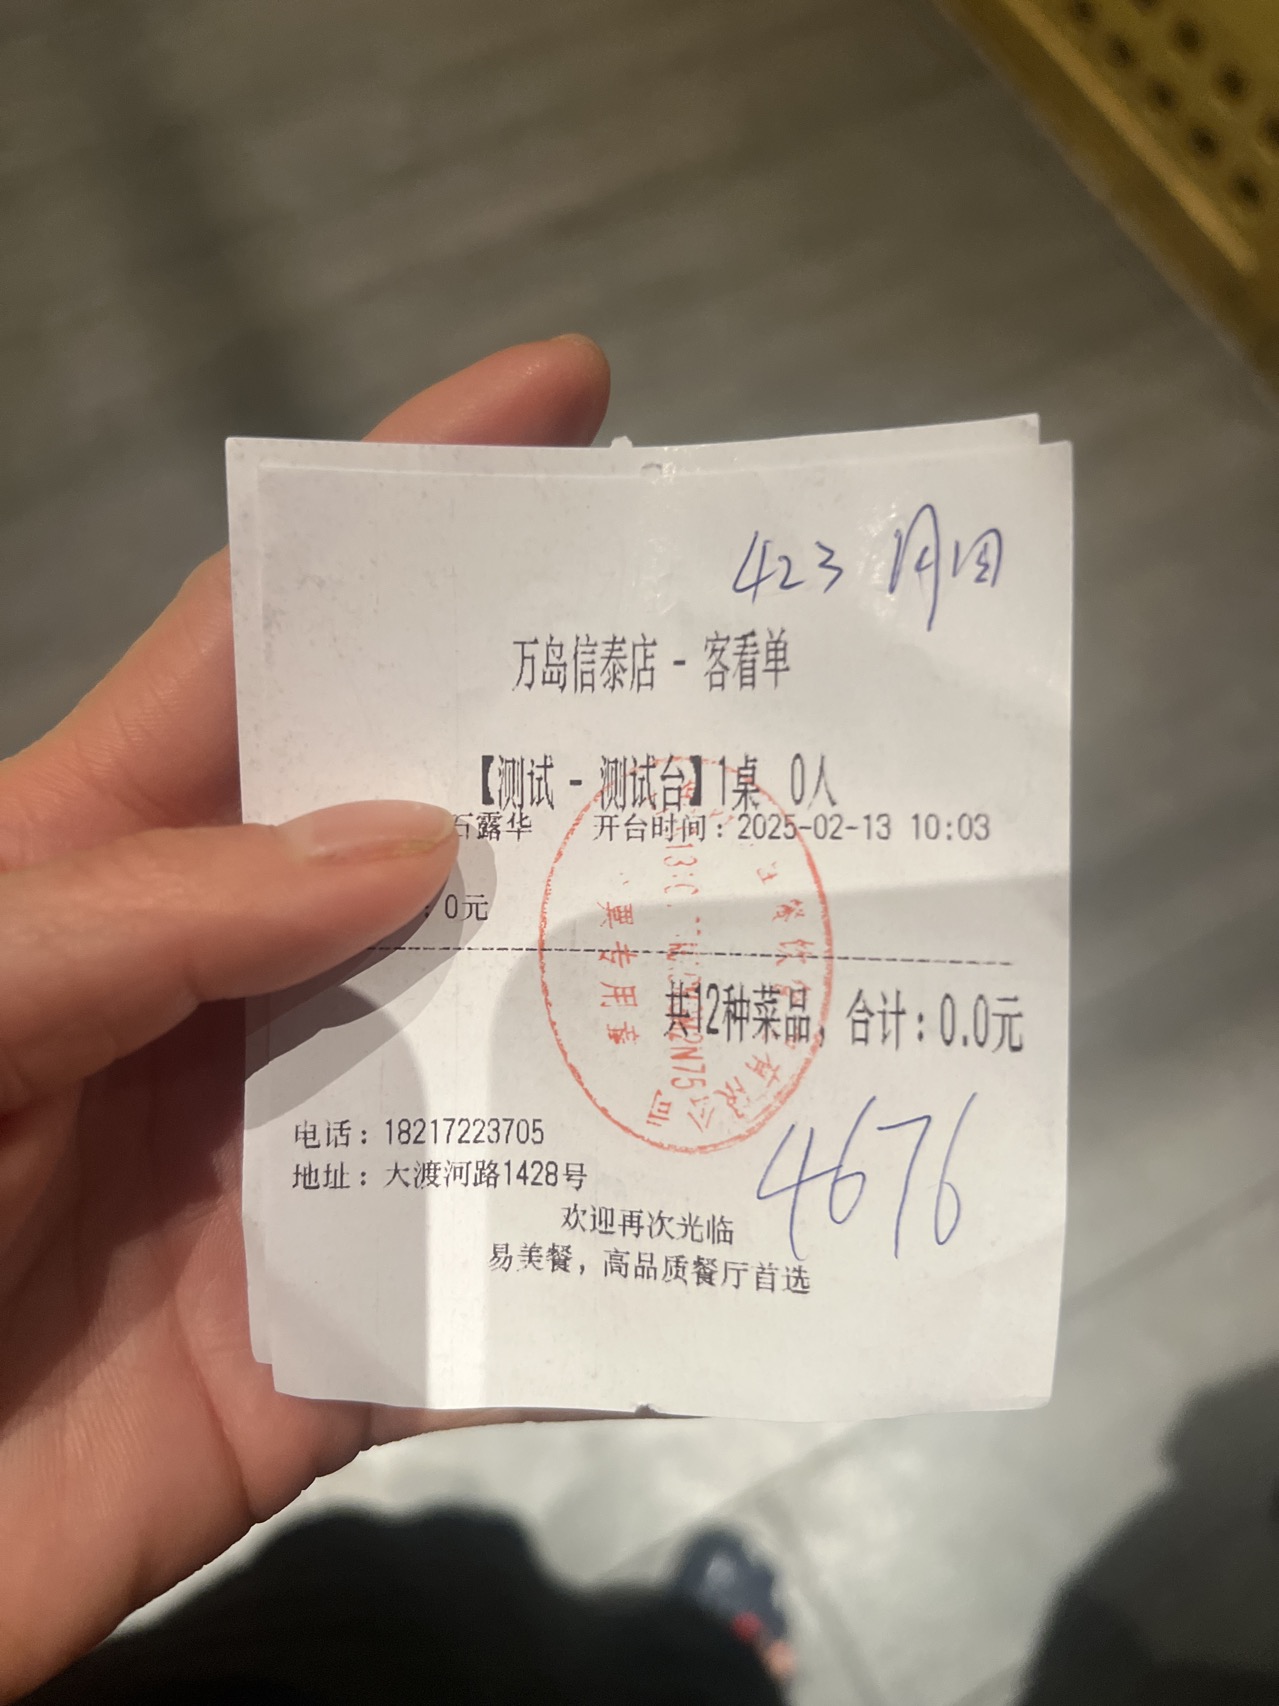 423
万岛信泰店 - 客看单
【测试 - 测试台】1桌 0人
石露华 开台时间：2025-02-13 10:03
：0元
共12种菜品，合计：0.0元
电话：18217223705
地址：大渡河路1428号
4676
欢迎再次光临
易美餐，高品质餐厅首选